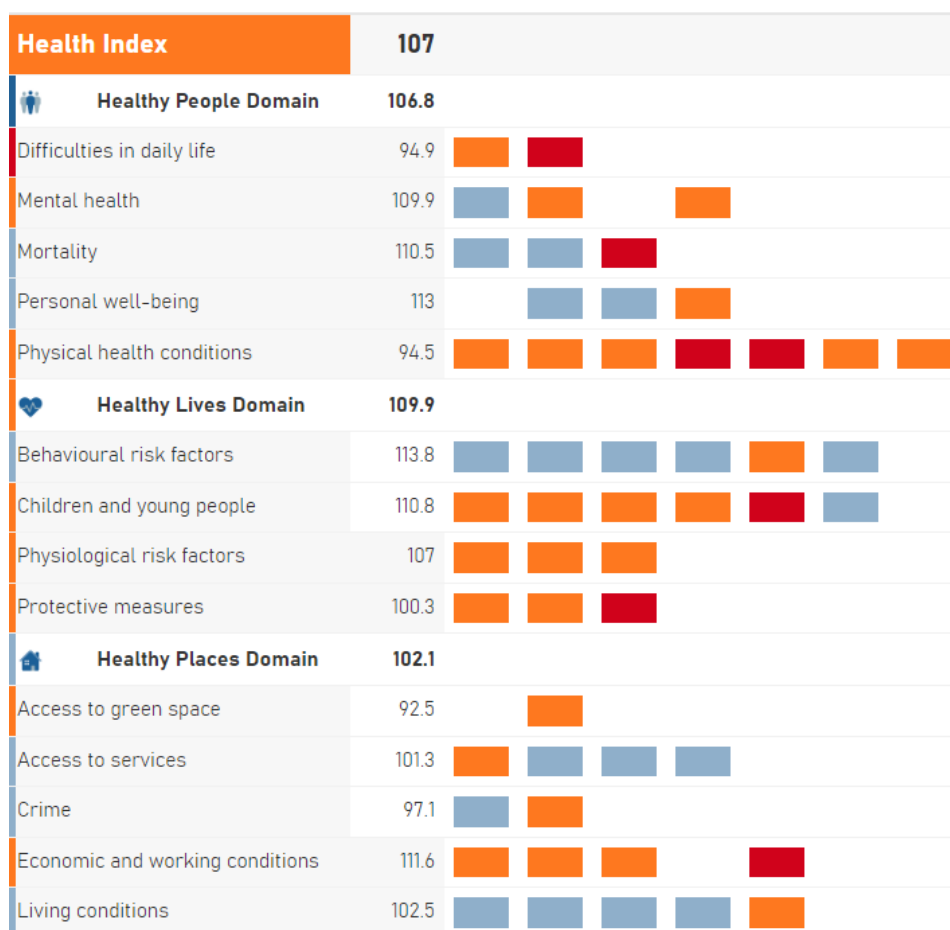 Health Index 107
Healthy People Domain 106.8
Difficulties in daily life 94.9
Mental health 109.9
Mortality 110.5
Personal well-being 113
Physical health conditions 94.5
Healthy Lives Domain 109.9
Behavioural risk factors 113.8
Children and young people 110.8
Physiological risk factors 107
Protective measures 100.3
Healthy Places Domain 102.1
Access to green space 92.5
Access to services 101.3
Crime 97.1
Economic and working conditions 111.6
Living conditions 102.5